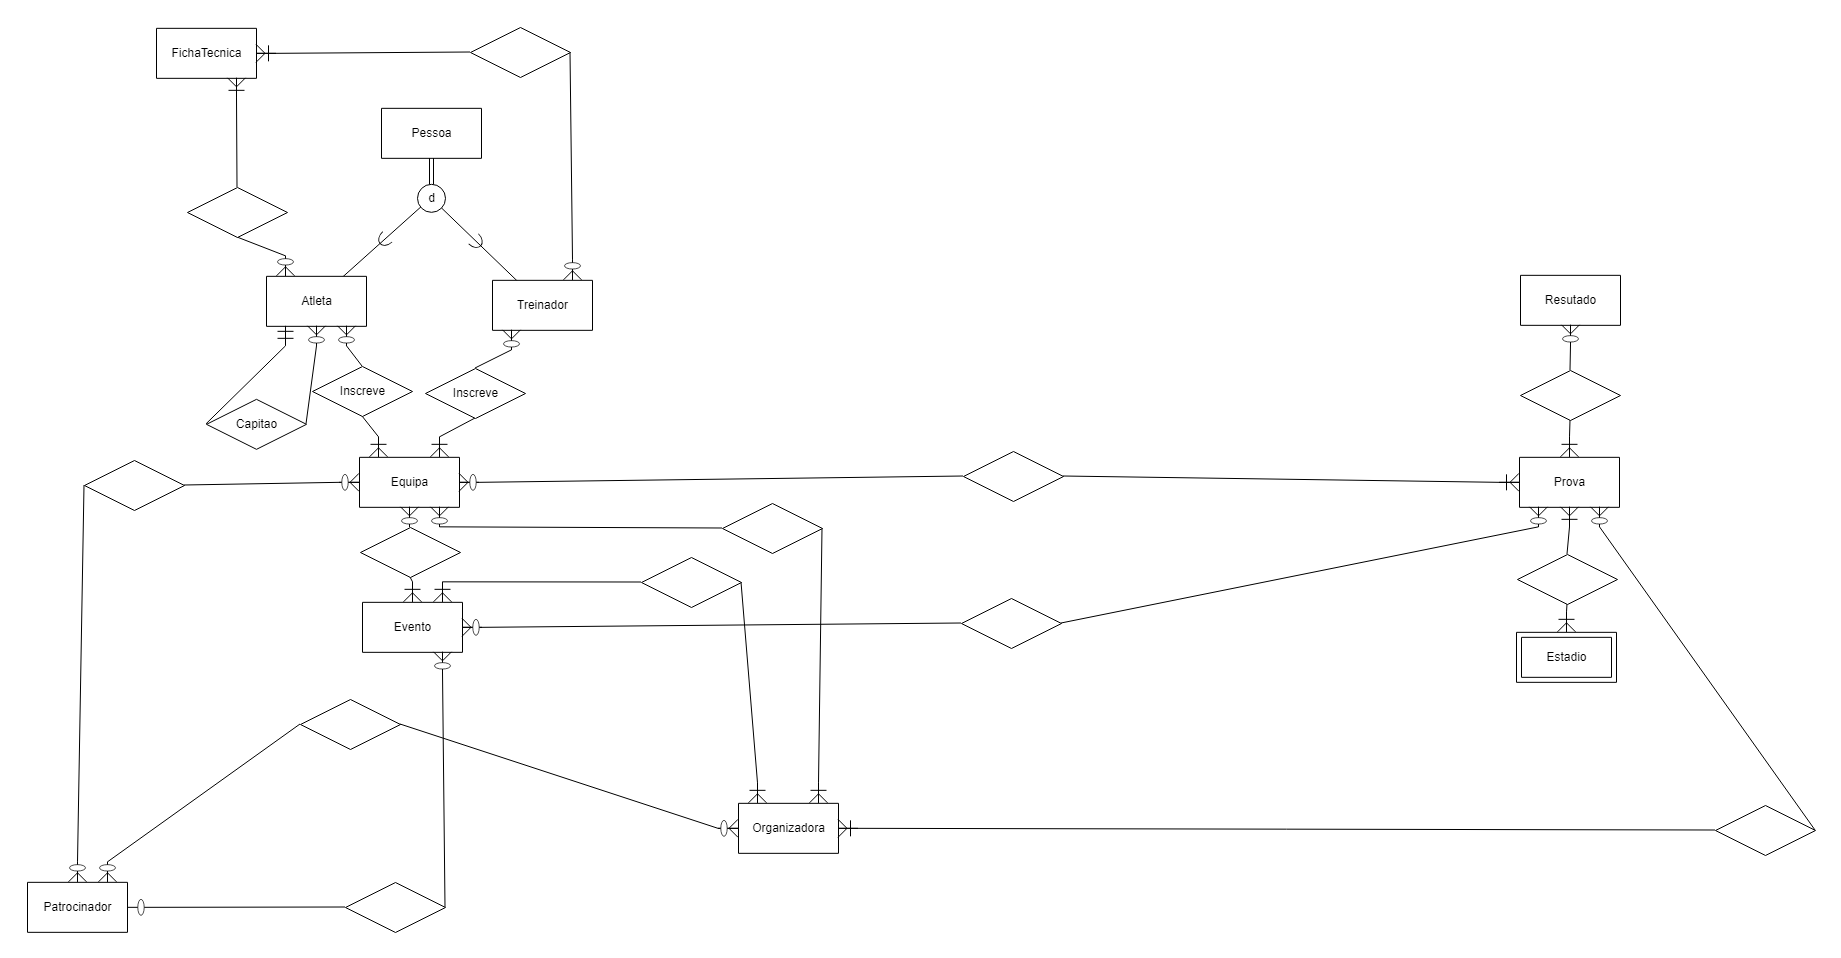 FichaTecnica
Pessoa
d
Atleta
Treinador
Resutado
Inscreve
Inscreve
Capitao
Equipa
Prova
Evento
Estadio
Organizadora
Patrocinador